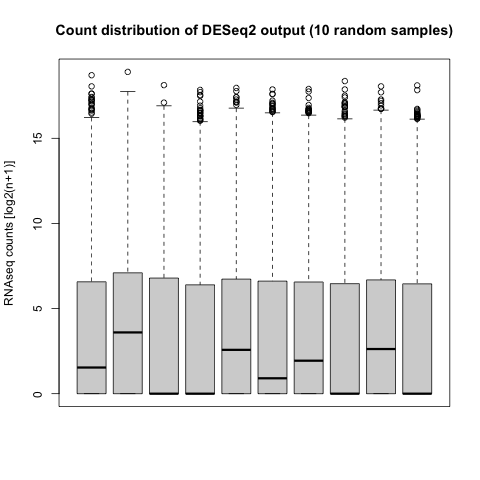 Count distribution of DESeq2 output (10 random samples)
RNAseq counts [log2(n+1)]
15
10
5
0